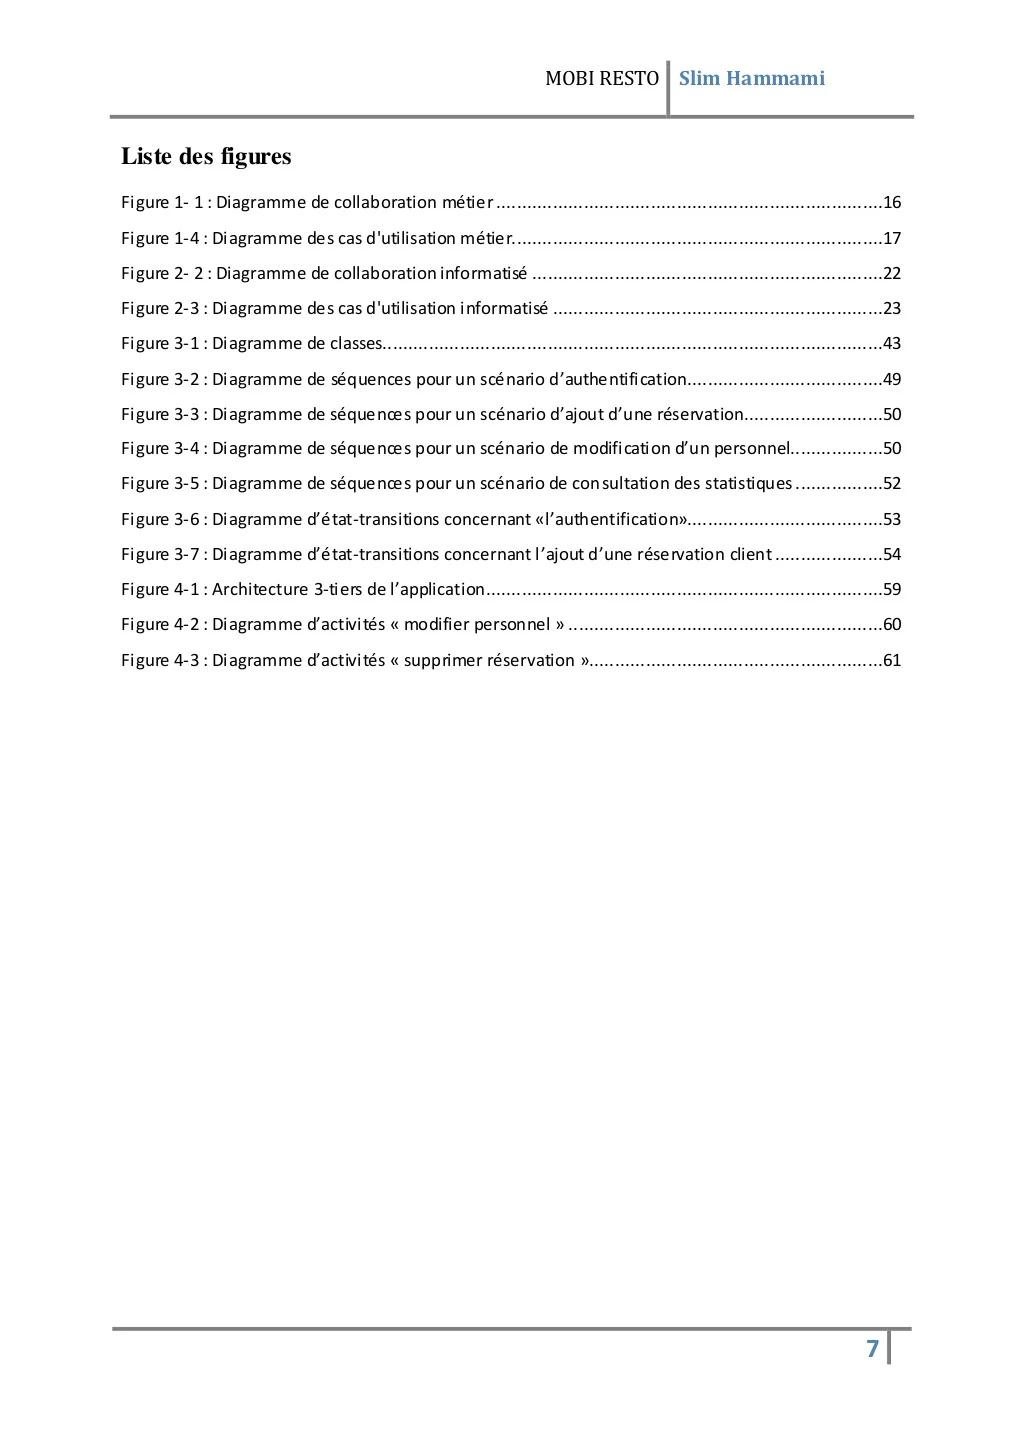 MOBI RESTO Slim Hammami
Liste des figures
Figure 1- 1 : Diagramme de collaboration métier..........................................................................16
Figure 1-4 : Diagramme des cas d'utilisation métier.......................................................................17
Figure 2- 2 : Diagramme de collaboration informatisé ....................................................................22
Figure 2-3 : Diagramme des cas d'utilisation informatisé ................................................................23
Figure 3-1 : Diagramme de classes.................................................................................................43
Figure 3-2 : Diagramme de séquences pour un scénario d’authentification......................................49
Figure 3-3 : Diagramme de séquences pour un scénario d’ajout d’une réservation...........................50
Figure 3-4 : Diagramme de séquences pour un scénario de modification d’un personnel..................50
Figure 3-5 : Diagramme de séquences pour un scénario de consultation des statistiques .................52
Figure 3-6 : Diagramme d’état-transitions concernant «l’authentification»......................................53
Figure 3-7 : Diagramme d’état-transitions concernant l’ajout d’une réservation client .....................54
Figure 4-1 : Architecture 3-tiers de l’application.............................................................................59
Figure 4-2 : Diagramme d’activités « modifier personnel » .............................................................60
Figure 4-3 : Diagramme d’activités « supprimer réservation ».........................................................61
7